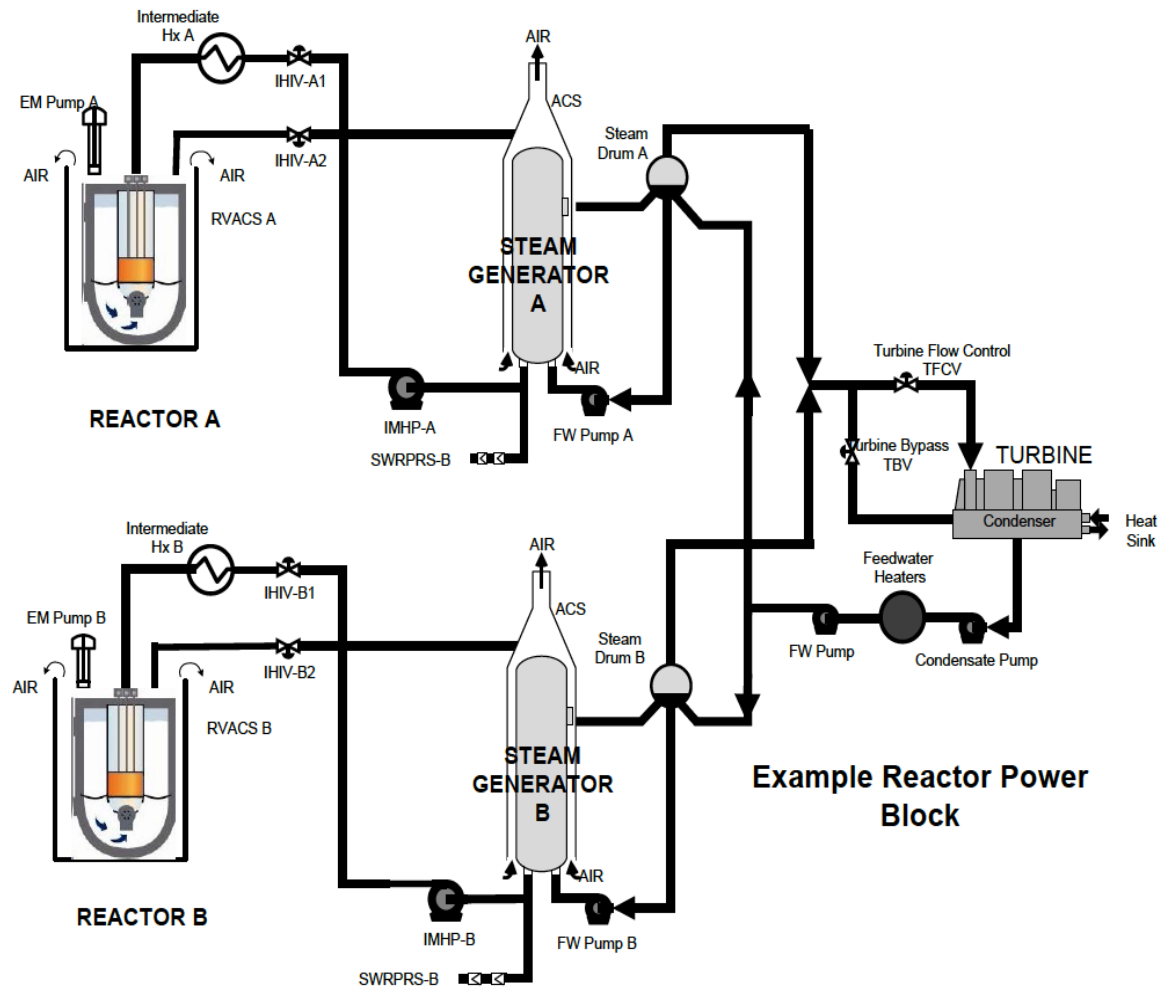 Intermediate
Hx A
IHIV-A1
EM Pump A
IHIV-A2
AIR
AIR
RVACS A
REACTOR A
AIR
ACS
STEAM
GENERATOR
A
AIR
IMHP-A
FW Pump A
SWRPRS-B
Steam
Drum A
Turbine Flow Control
TFCV
urbine Bypass
TBV
TURBINE
Condenser
Heat
Sink
Feedwater
Heaters
FW Pump
Condensate Pump
Intermediate
Hx B
IHIV-B1
EM Pump B
IHIV-B2
AIR
AIR
RVACS B
REACTOR B
AIR
ACS
STEAM
GENERATOR
B
AIR
IMHP-B
FW Pump B
SWRPRS-B
Steam
Drum B
Example Reactor Power
Block